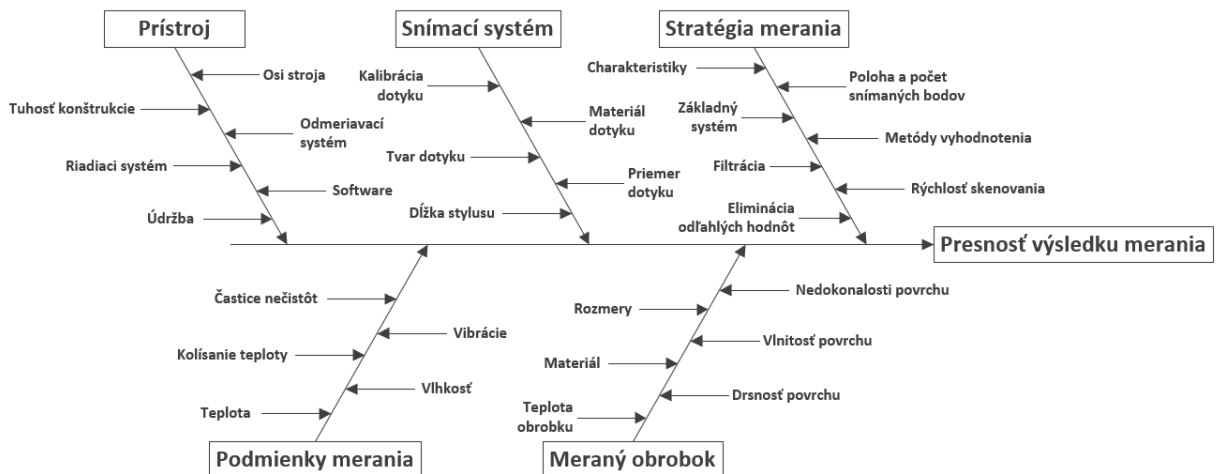 Prístroj
Snímací systém
Stratégia merania
Osi stroja
Tuhosť konštrukcie
Odmeriavací
systém
Riadiaci systém
Software
Údržba
Kalibrácia
dotyku
Materiál
dotyku
Tvar dotyku
Priemer
dotyku
Dĺžka stylusu
Charakteristiky
Poloha a počet
snímaných bodov
Základný
systém
Metódy vyhodnotenia
Filtrácia
Rýchlosť skenovania
Eliminácia
odľahlých hodnôt
Presnosť výsledku merania
Častice nečistôt
Vibrácie
Kolísanie teploty
Vlhkosť
Teplota
Podmienky merania
Nedokonalosti povrchu
Rozmery
Vlnitosť povrchu
Materiál
Drsnosť povrchu
Teplota
obrobku
Meraný obrobok